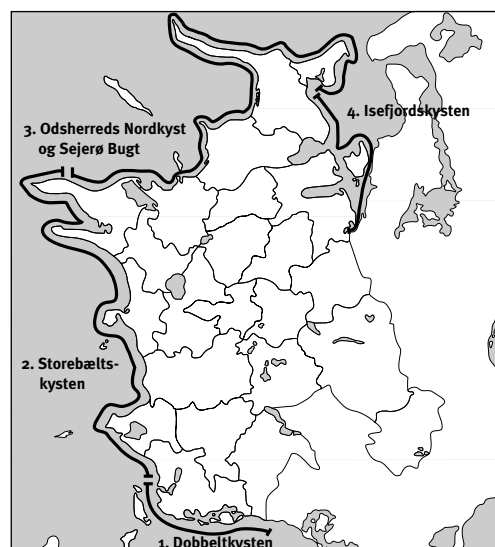 3. Odsherreds Nordkyst
og Sejerø Bugt
4. Isefjordskysten
2. Storebælts-
kysten
1. Dobbeltkysten